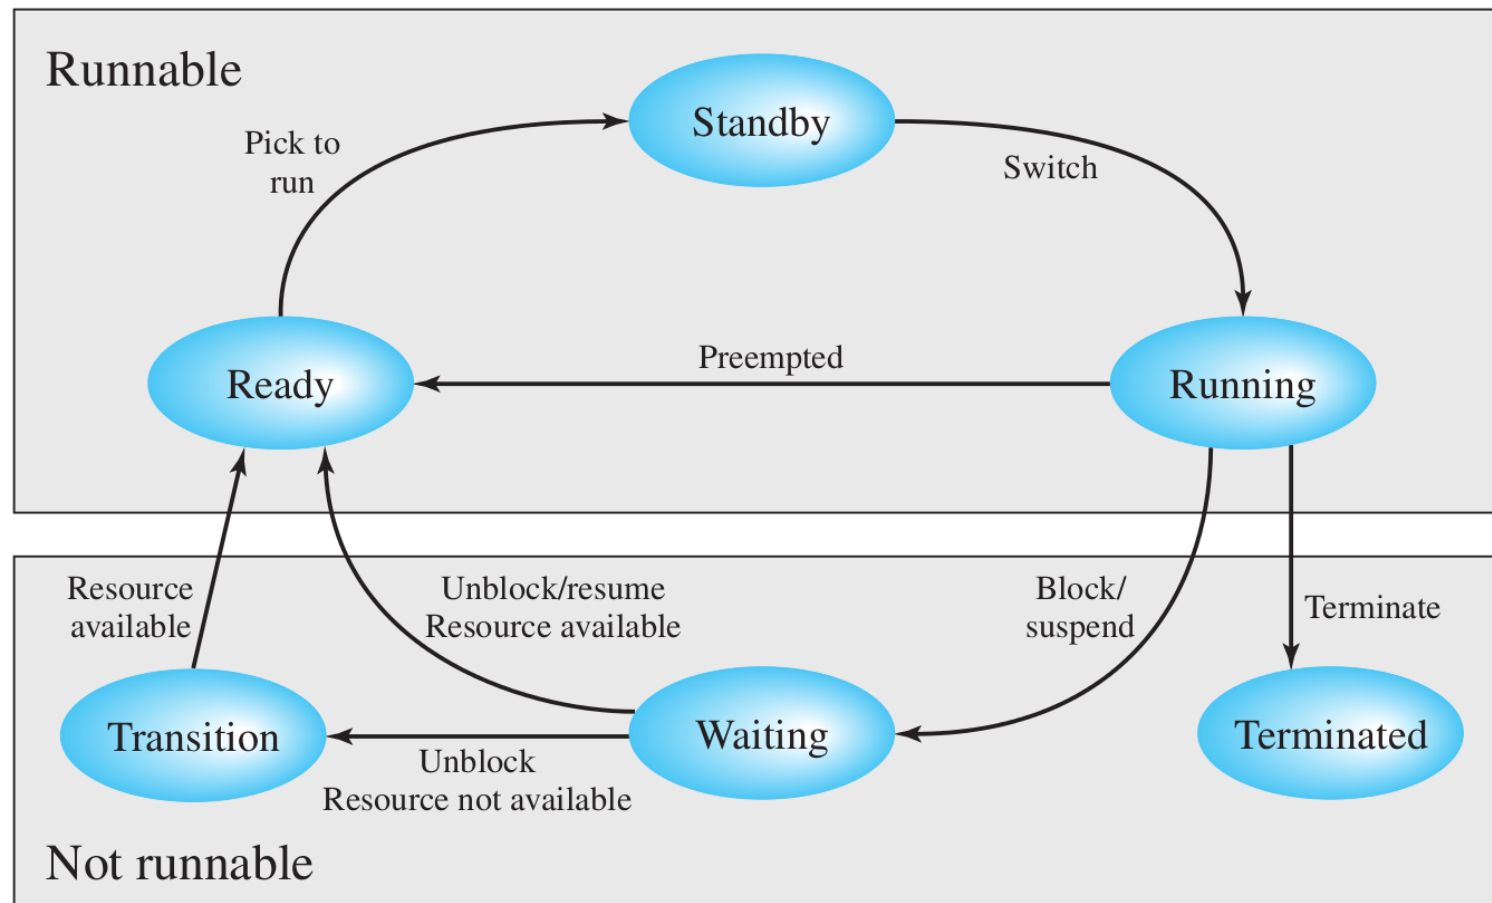 Runnable
Standby
Pick to
run
Switch
Preempted
Ready
Running
Resource
available
Unblock/resume
Resource available
Block/
suspend
Terminate
Transition
Waiting
Terminated
Unblock
Resource not available
Not runnable